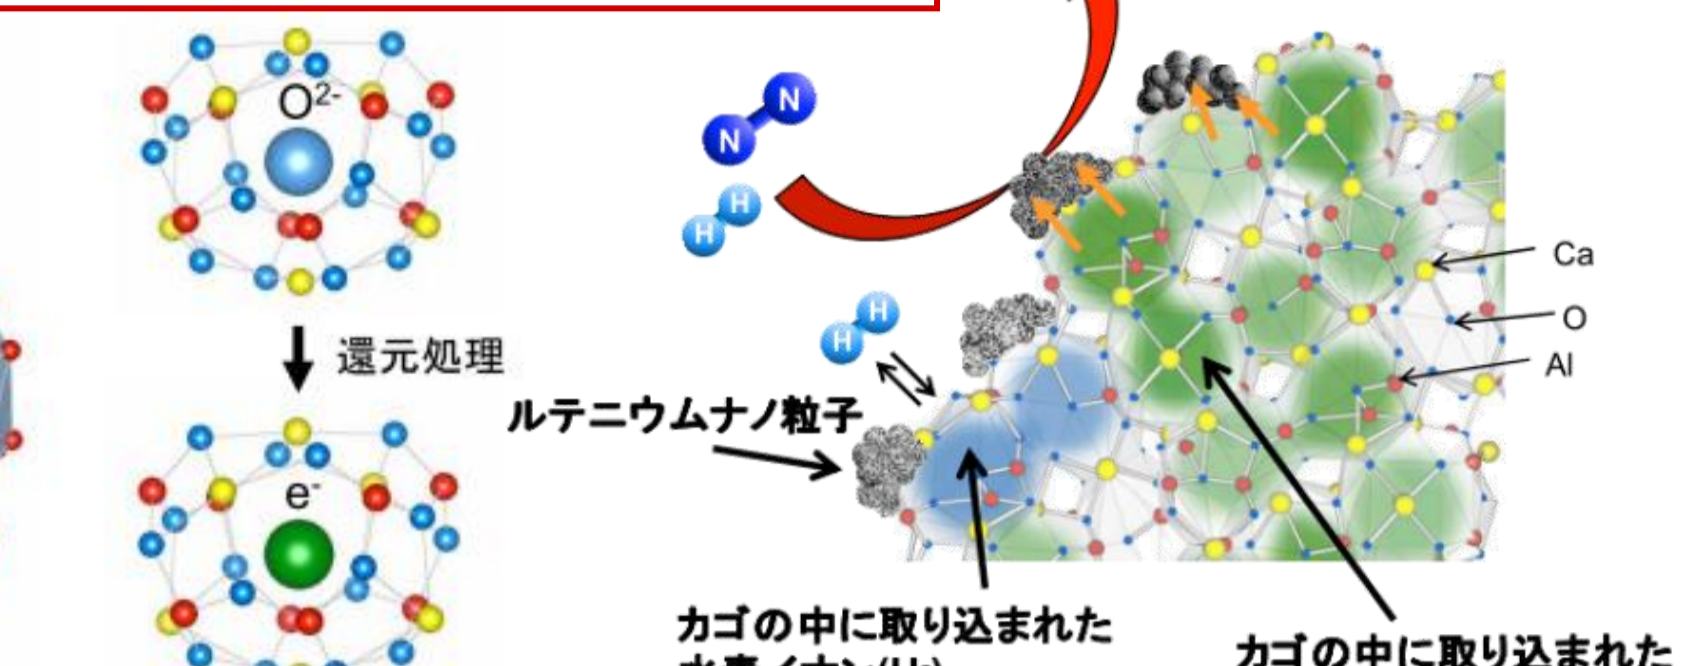 O²⁻
還元処理
e⁻
N
N
H
H
H
H
ルテニウムナノ粒子
Ca
O
Al
カゴの中に取り込まれた
カゴの中に取り込まれた